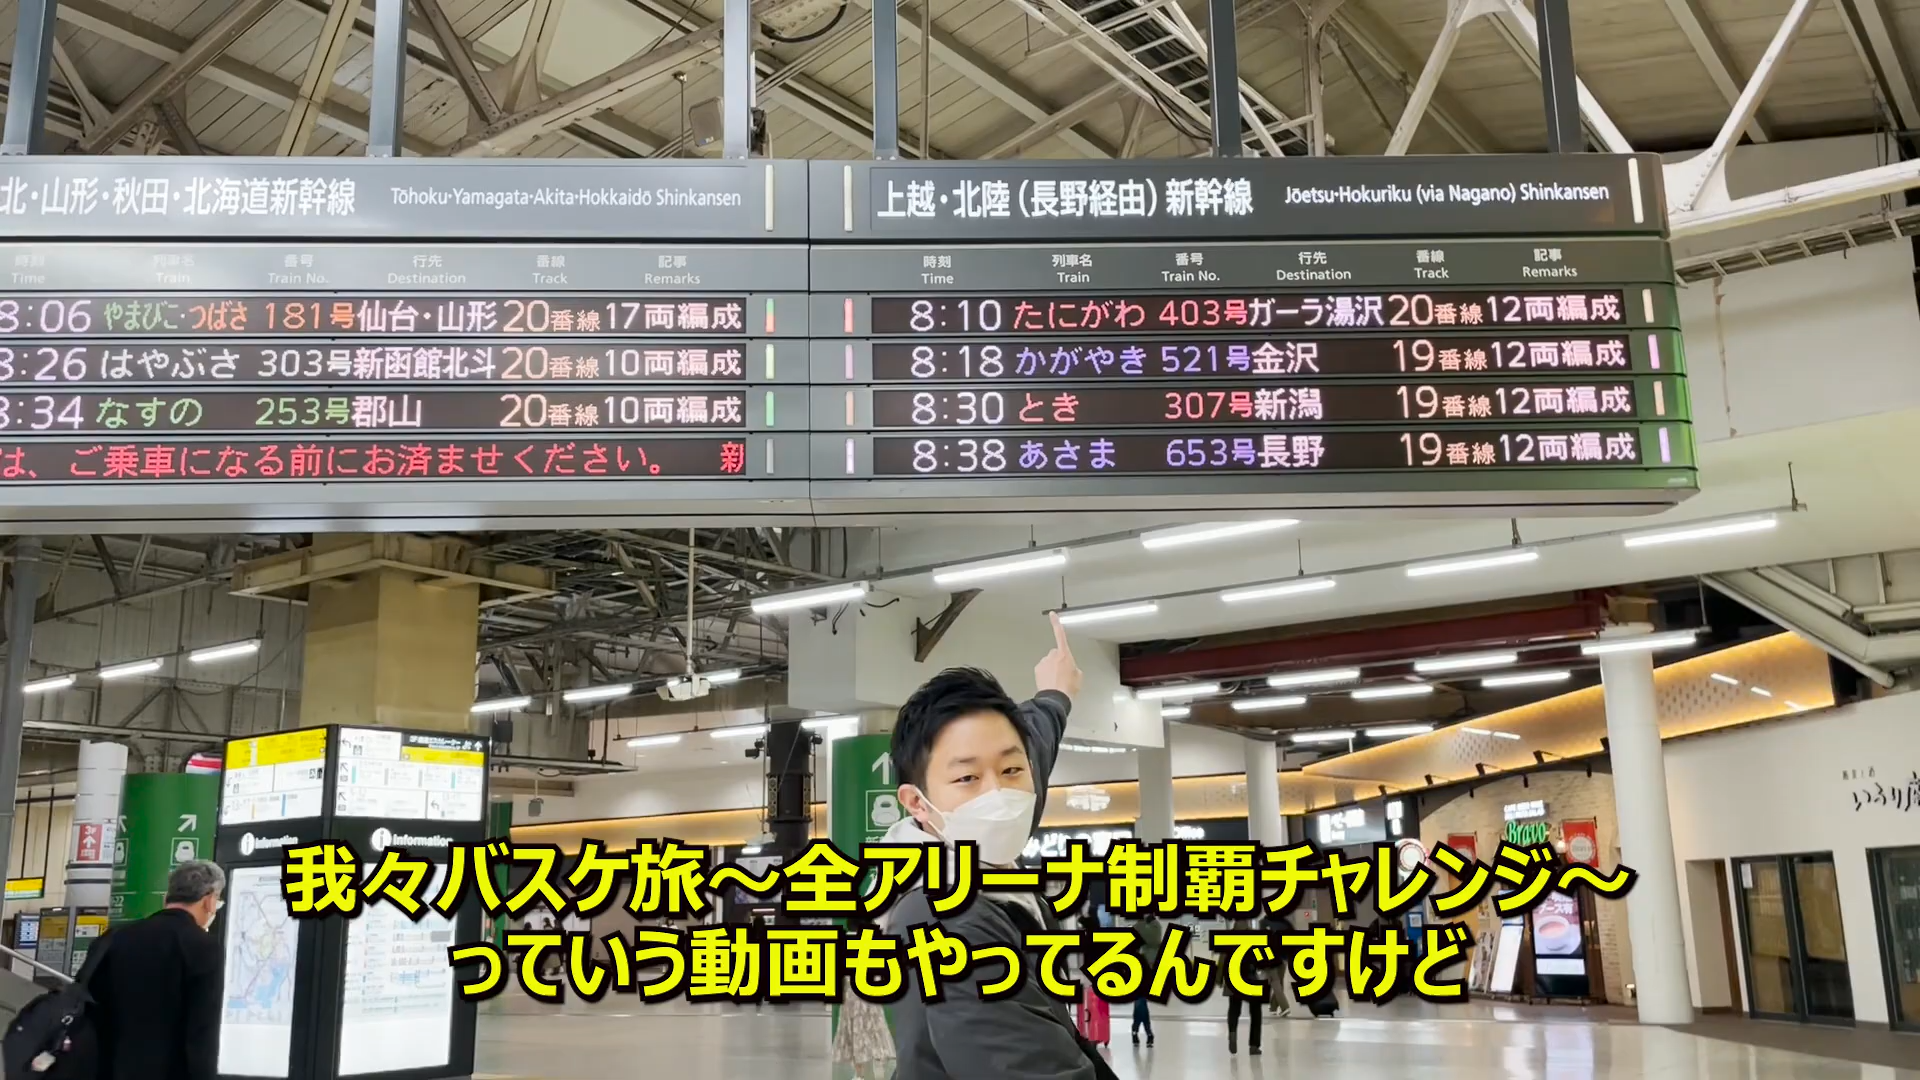 北・山形・秋田・北海道新幹線 Tōhoku・Yamagata・Akita・Hokkaidō Shinkansen
時刻 列車名 番号 行先 番線 記事
Time Train Train No. Destination Track Remarks
8:06 やまびこ・つばさ 181号 仙台・山形 20番線 17両編成
8:26 はやぶさ 303号 新函館北斗 20番線 10両編成
8:34 なすの 253号 郡山 20番線 10両編成
は、ご乗車になる前にお済ませください。 新
上越・北陸（長野経由）新幹線 Jōetsu・Hokuriku (via Nagano) Shinkansen
時刻 列車名 番号 行先 番線 記事
Time Train Train No. Destination Track Remarks
8:10 たにがわ 403号 ガーラ湯沢 20番線 12両編成
8:18 かがやき 521号 金沢 19番線 12両編成
8:30 とき 307号 新潟 19番線 12両編成
8:38 あさま 653号 長野 19番線 12両編成
Information
Information
Bravo
我々バスケ旅～全アリーナ制覇チャレンジ～
っていう動画もやってるんですけど